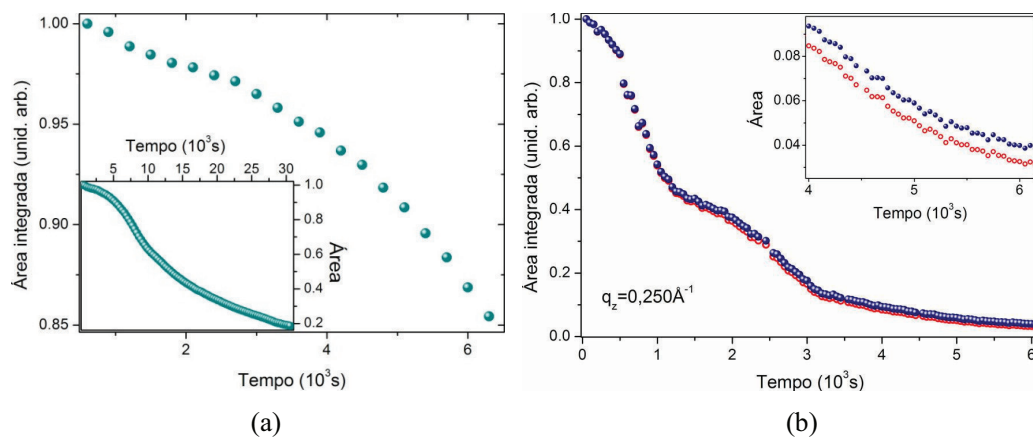 1.00
0.95
0.90
0.85
Área integrada (unid. arb.)
2
4
6
Tempo (10³s)
Tempo (10³s)
5 10 15 20 25 30
1.0
0.8
0.6
0.4
0.2
Área
(a)
1.0
0.8
0.6
0.4
0.2
0.0
Área integrada (unid. arb.)
0 1 2 3 4 5 6
Tempo (10³s)
q_z=0,250Å⁻¹
0.08
0.06
0.04
Área
4 5 6
Tempo (10³s)
(b)